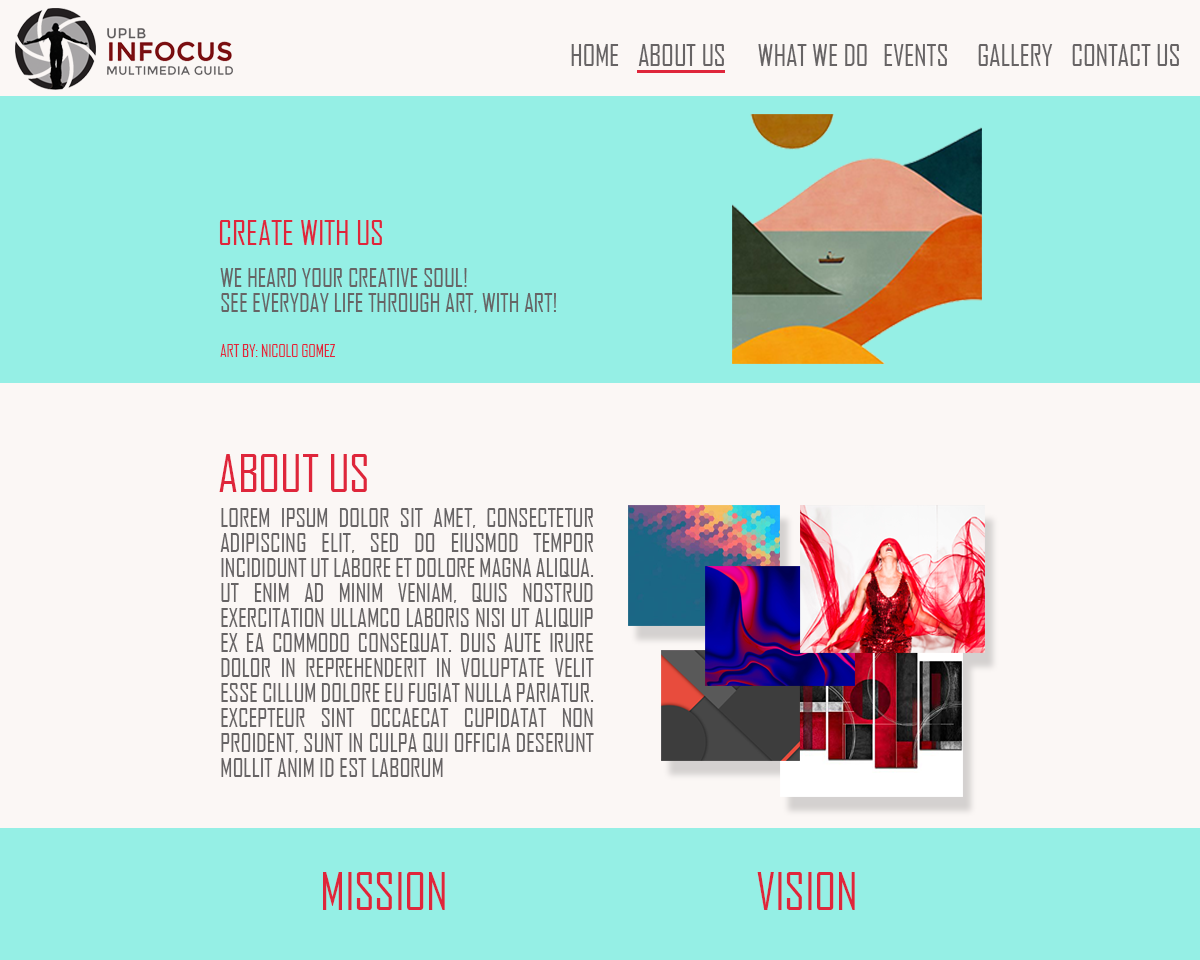 UPLB
INFOCUS
MULTIMEDIA GUILD
HOME ABOUT US WHAT WE DO EVENTS GALLERY CONTACT US
CREATE WITH US
WE HEARD YOUR CREATIVE SOUL!
SEE EVERYDAY LIFE THROUGH ART, WITH ART!
ART BY: NICOLO GOMEZ
ABOUT US
LOREM IPSUM DOLOR SIT AMET, CONSECTETUR
ADIPISCING ELIT, SED DO EIUSMOD TEMPOR
INCIDIDUNT UT LABORE ET DOLORE MAGNA ALIQUA.
UT ENIM AD MINIM VENIAM, QUIS NOSTRUD
EXERCITATION ULLAMCO LABORIS NISI UT ALIQUIP
EX EA COMMODO CONSEQUAT. DUIS AUTE IRURE
DOLOR IN REPREHENDERIT IN VOLUPTATE VELIT
ESSE CILLUM DOLORE EU FUGIAT NULLA PARIATUR.
EXCEPTEUR SINT OCCAECAT CUPIDATAT NON
PROIDENT, SUNT IN CULPA QUI OFFICIA DESERUNT
MOLLIT ANIM ID EST LABORUM
MISSION
VISION